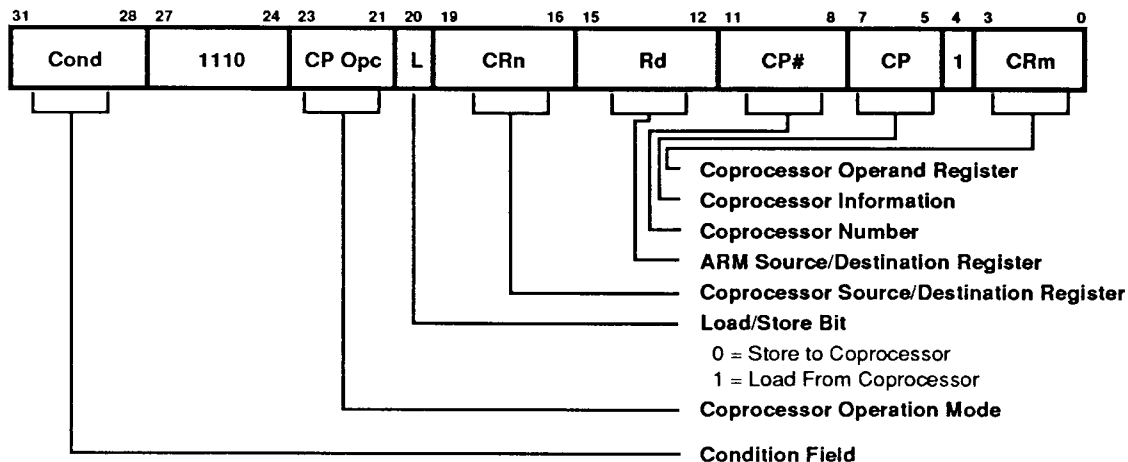 31 28 27 24 23 21 20 19 16 15 12 11 8 7 5 4 3 0
Cond 1110 CP Opc L CRn Rd CP# CP 1 CRm
Coprocessor Operand Register
Coprocessor Information
Coprocessor Number
ARM Source/Destination Register
Coprocessor Source/Destination Register
Load/Store Bit
0 = Store to Coprocessor
1 = Load From Coprocessor
Coprocessor Operation Mode
Condition Field